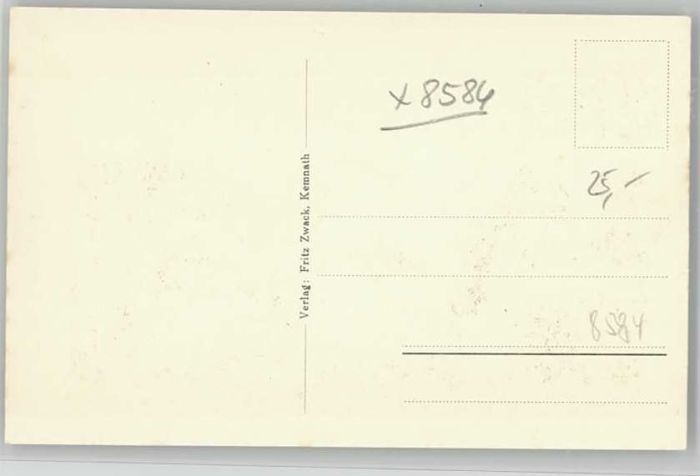 x 8584
25,-
Verlag: Fritz Zwack, Kemnath
8584